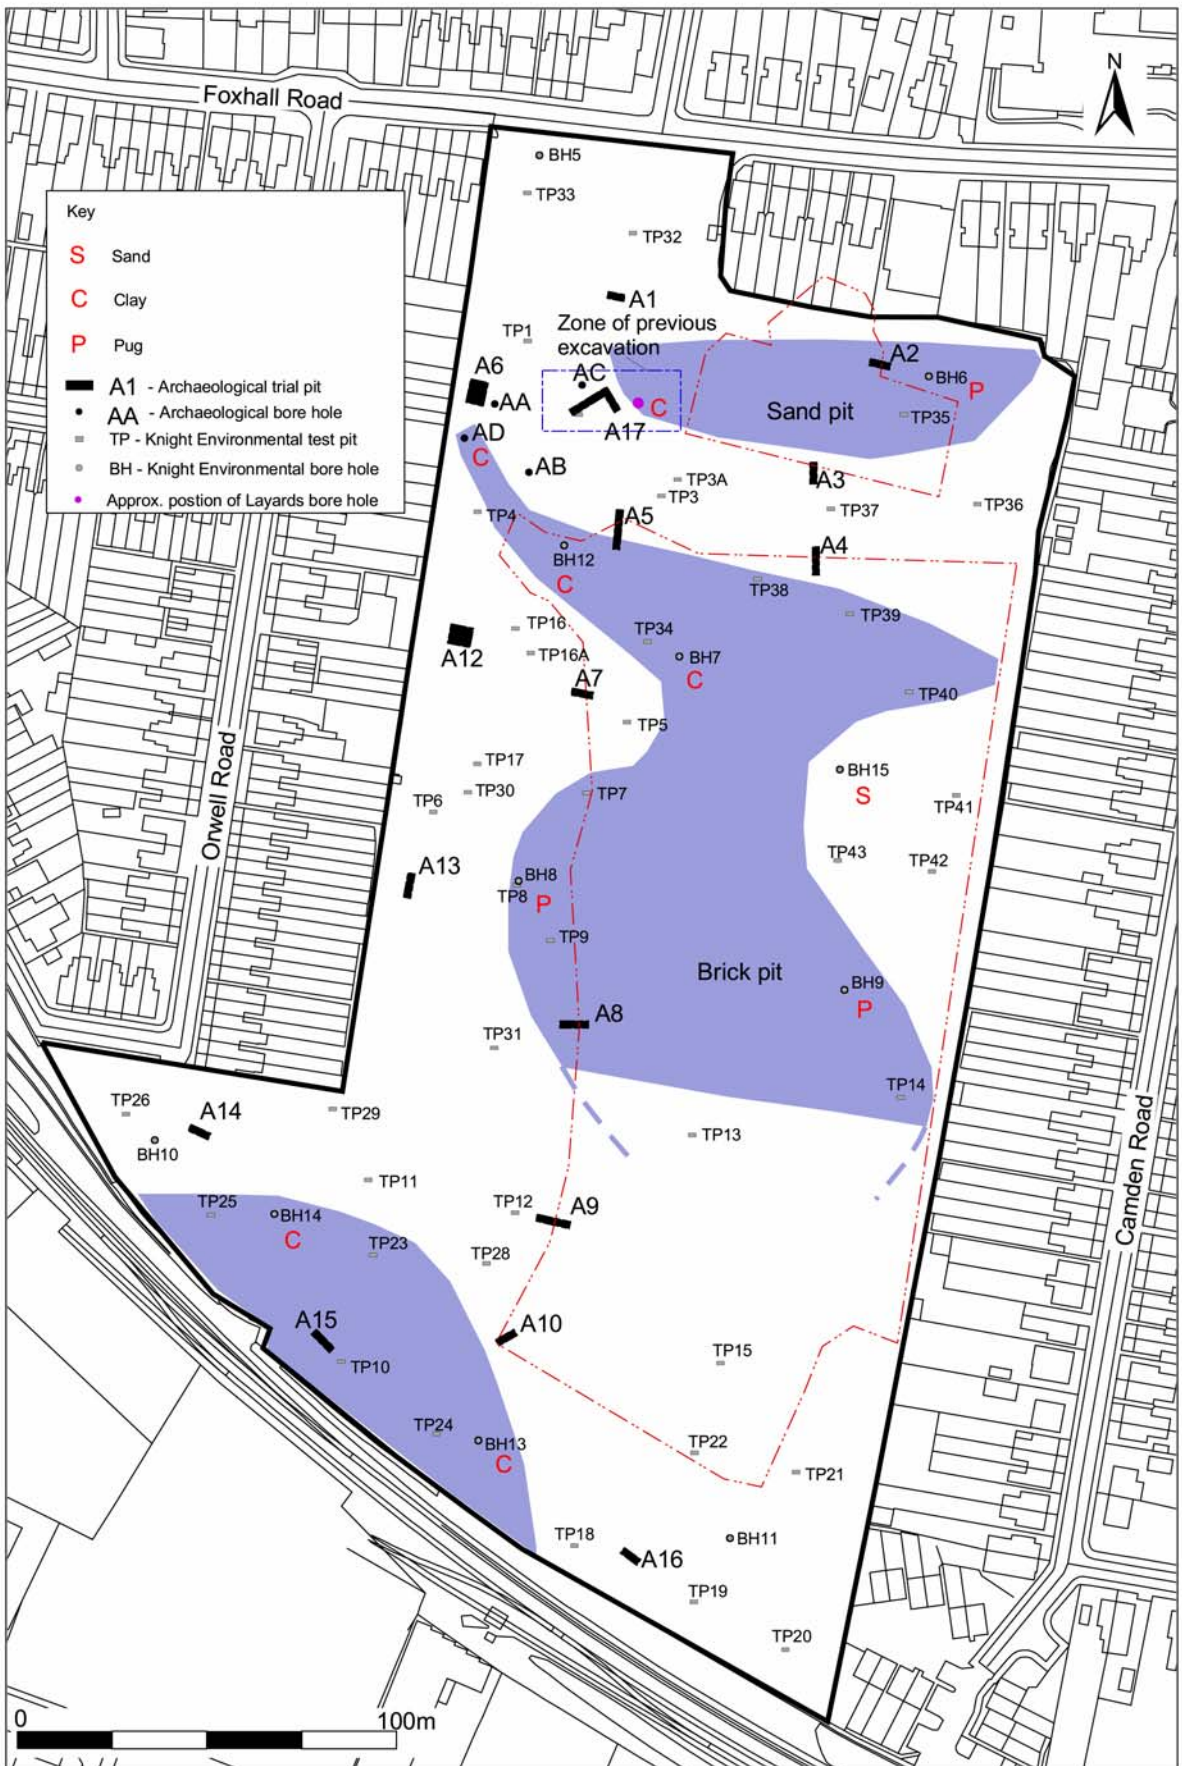 N
Foxhall Road
BH5
TP33
TP32
Key
S Sand
C Clay
P Pug
A1 - Archaeological trial pit
AA - Archaeological bore hole
TP - Knight Environmental test pit
BH - Knight Environmental bore hole
Approx. postion of Layards bore hole
A1
TP1
Zone of previous
excavation
A2
A6
AC
BH6
P
AA
C
Sand pit
TP35
A17
AD
C
AB
TP3A
A3
TP3
TP36
TP4
A5
TP37
A4
BH12
C
TP38
TP39
TP16
TP34
TP16A
BH7
C
A12
A7
TP40
TP5
Orwell Road
TP17
BH15
S
TP30
TP7
TP41
TP6
TP43
TP42
A13
BH8
TP8
P
TP9
Brick pit
BH9
P
A8
TP31
TP14
TP26
A14
TP29
TP13
BH10
Camden Road
TP11
TP25
BH14
C
TP12
A9
TP23
TP28
A15
A10
TP10
TP15
TP24
BH13
C
TP22
TP21
TP18
A16
BH11
TP19
TP20
0 100m